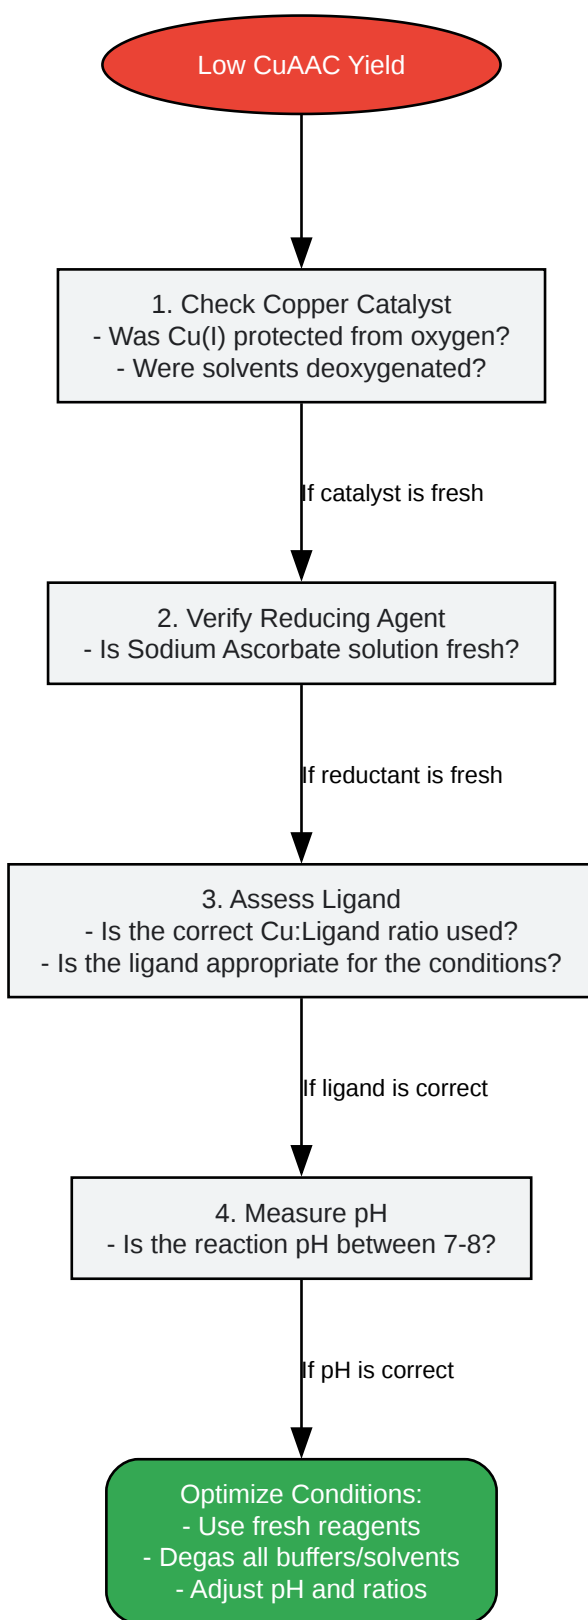 Low CuAAC Yield
1. Check Copper Catalyst
- Was Cu(I) protected from oxygen?
- Were solvents deoxygenated?
If catalyst is fresh
2. Verify Reducing Agent
- Is Sodium Ascorbate solution fresh?
If reductant is fresh
3. Assess Ligand
- Is the correct Cu:Ligand ratio used?
- Is the ligand appropriate for the conditions?
If ligand is correct
4. Measure pH
- Is the reaction pH between 7-8?
If pH is correct
Optimize Conditions:
- Use fresh reagents
- Degas all buffers/solvents
- Adjust pH and ratios